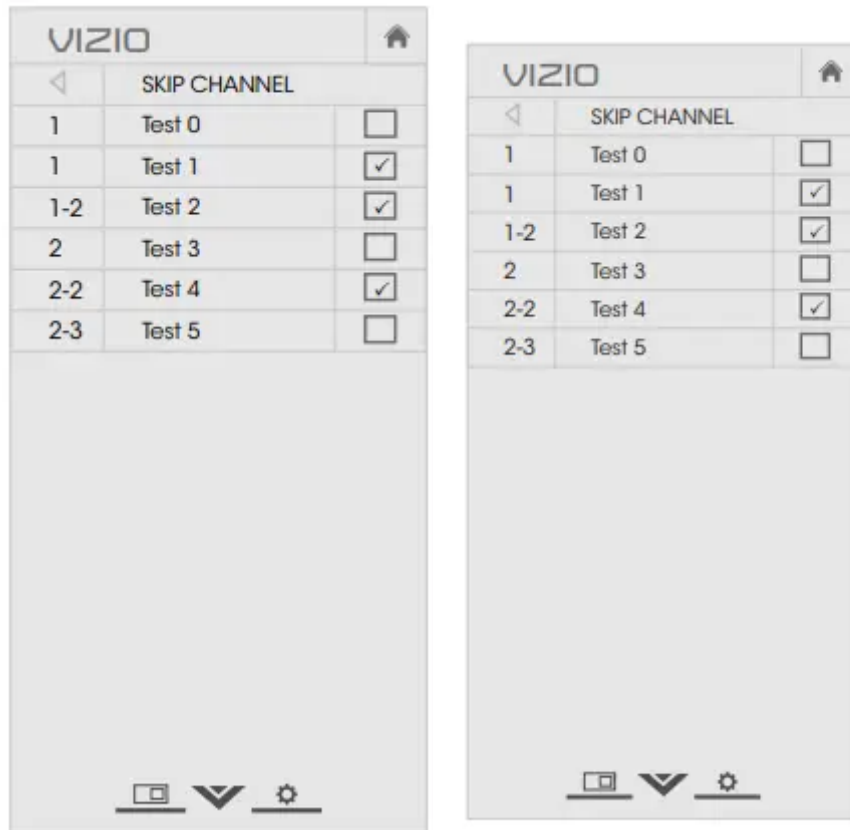 VIZIO
SKIP CHANNEL
1 Test 0
1 Test 1
1-2 Test 2
2 Test 3
2-2 Test 4
2-3 Test 5
VIZIO
SKIP CHANNEL
1 Test 0
1 Test 1
1-2 Test 2
2 Test 3
2-2 Test 4
2-3 Test 5